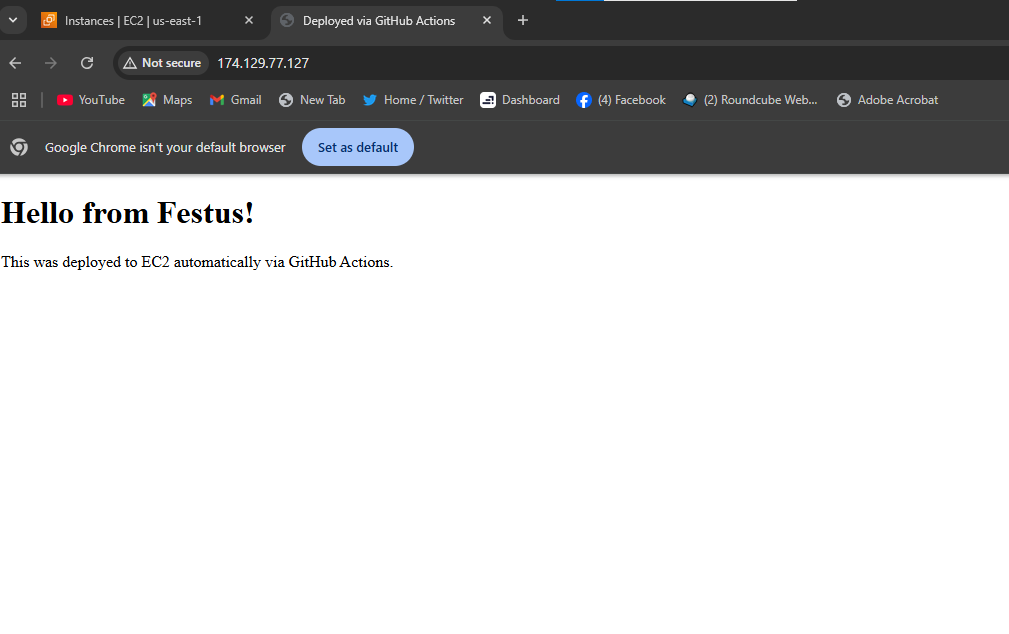 Instances | EC2 | us-east-1
Deployed via GitHub Actions
Not secure 174.129.77.127
YouTube Maps Gmail New Tab Home / Twitter Dashboard (4) Facebook (2) Roundcube Web... Adobe Acrobat
Google Chrome isn't your default browser Set as default
Hello from Festus!
This was deployed to EC2 automatically via GitHub Actions.